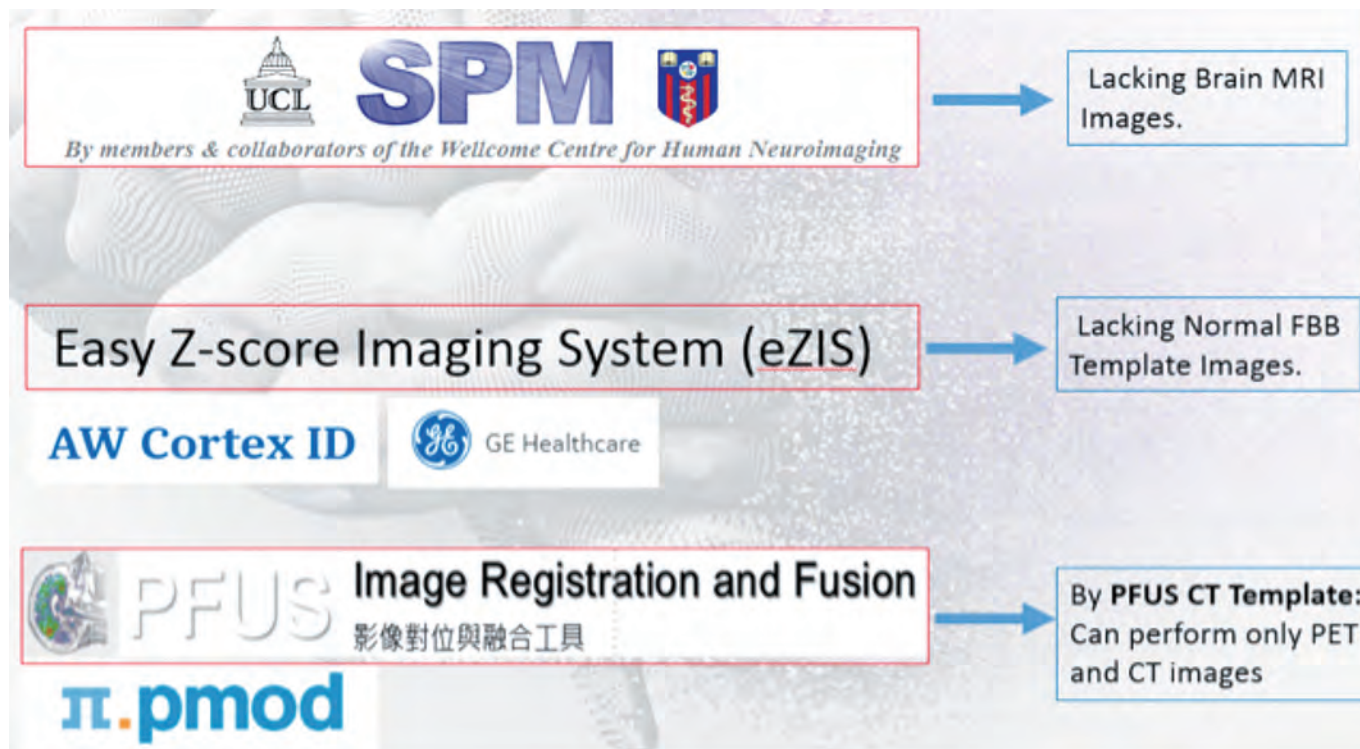 UCL
SPM
By members & collaborators of the Wellcome Centre for Human Neuroimaging
Lacking Brain MRI
Images.
Easy Z-score Imaging System (eZIS)
Lacking Normal FBB
Template Images.
AW Cortex ID
GE Healthcare
PFUS
Image Registration and Fusion
影像對位與融合工具
By PFUS CT Template:
Can perform only PET
and CT images
π.pmod